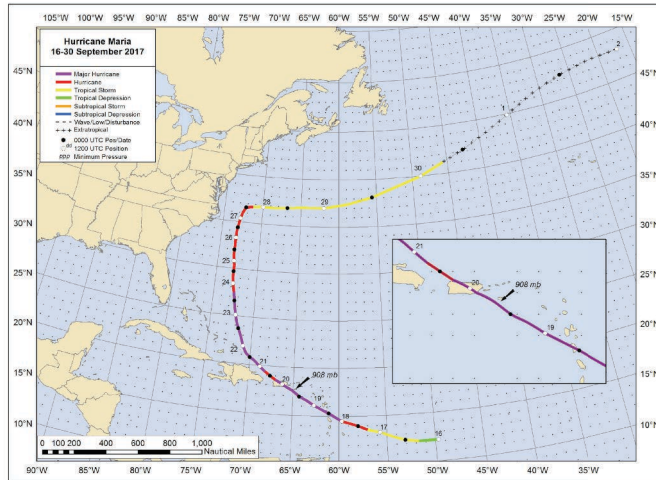 105°W 100°W 95°W 90°W 85°W 80°W 75°W 70°W 65°W 60°W 55°W 50°W 45°W 40°W 35°W 30°W 25°W 20°W 15°W
Hurricane Maria
16-30 September 2017
Major Hurricane
Hurricane
Tropical Storm
Tropical Depression
Subtropical Storm
Subtropical Depression
Wave/Low/Disturbance
Extratropical
0000 UTC Pos/Date
1200 UTC Position
PPP Minimum Pressure
45°N
40°N
35°N
30°N
25°N
20°N
15°N
10°N
45°N
40°N
35°N
30°N
25°N
20°N
15°N
10°N
2
1
30
29
28
27
26
25
24
23
22
21
20
908 mb
19
18
17
16
21
20
908 mb
19
0 100 200 400 600 800 1,000
Nautical Miles
90°W 85°W 80°W 75°W 70°W 65°W 60°W 55°W 50°W 45°W 40°W 35°W